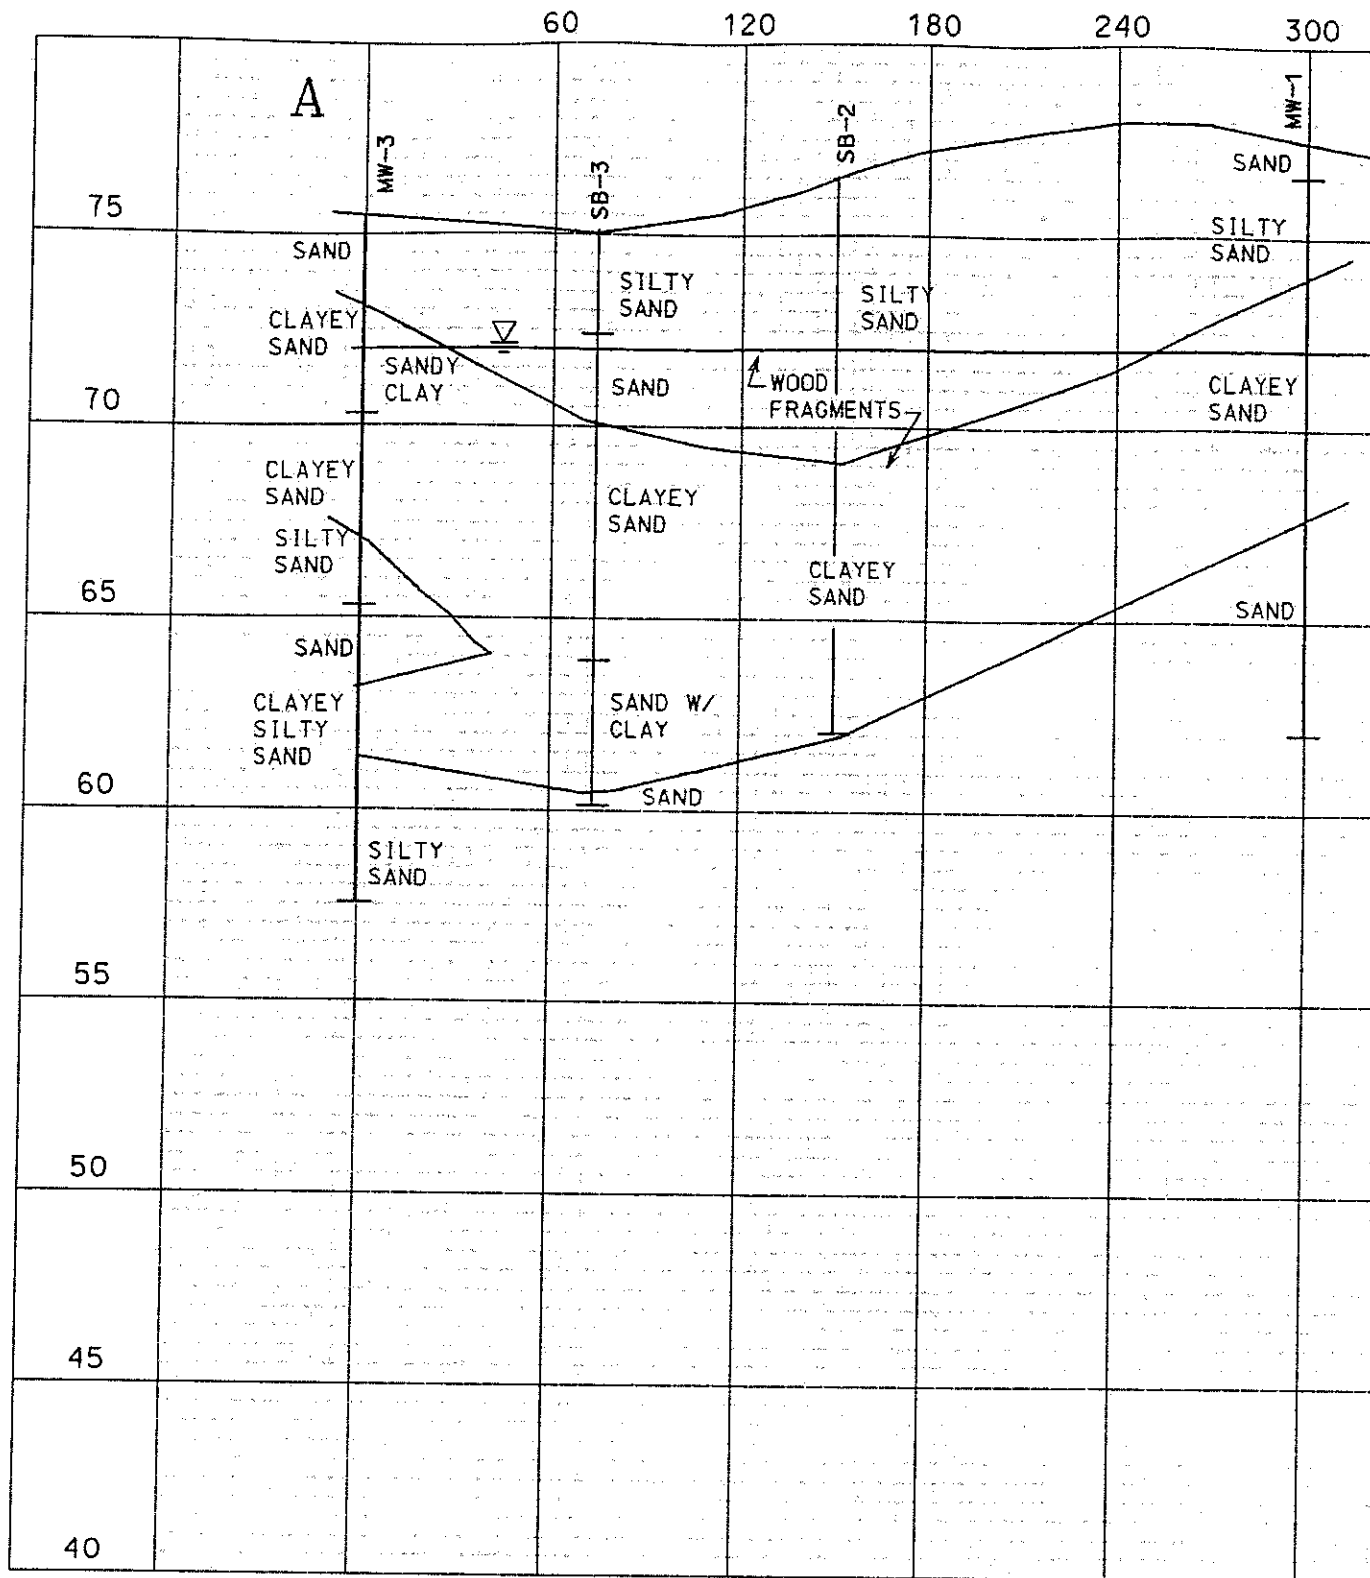 60 120 180 240 300
A
MW-3
SB-3
SB-2
MW-1
75
SAND
SAND
SILTY
SAND
SILTY
SAND
SILTY
SAND
CLAYEY
SAND
SANDY
CLAY
SAND
WOOD
FRAGMENTS
CLAYEY
SAND
70
CLAYEY
SAND
CLAYEY
SAND
SILTY
SAND
CLAYEY
SAND
65
SAND
SAND
CLAYEY
SILTY
SAND
SAND W/
CLAY
60
SAND
SILTY
SAND
55
50
45
40